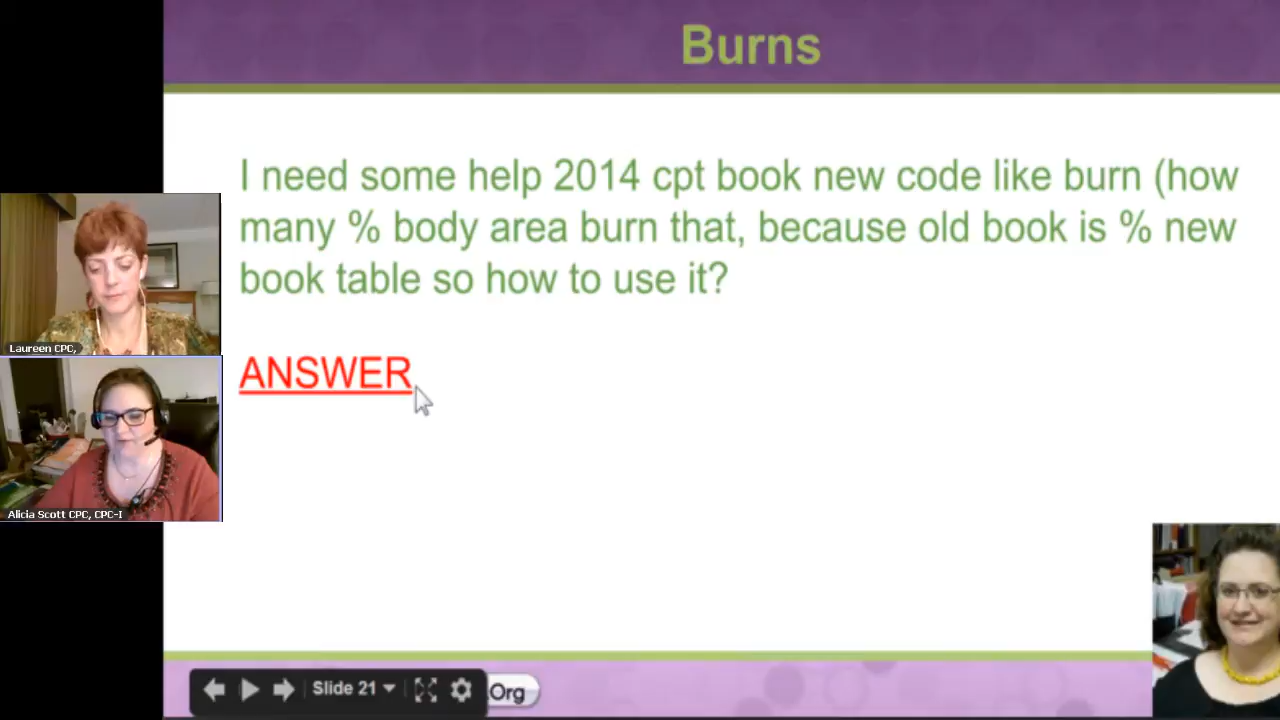 Burns
I need some help 2014 cpt book new code like burn (how
many % body area burn that, because old book is % new
book table so how to use it?
ANSWER
Laureen CPC,
Alicia Scott CPC, CPC-I
Slide 21
Org